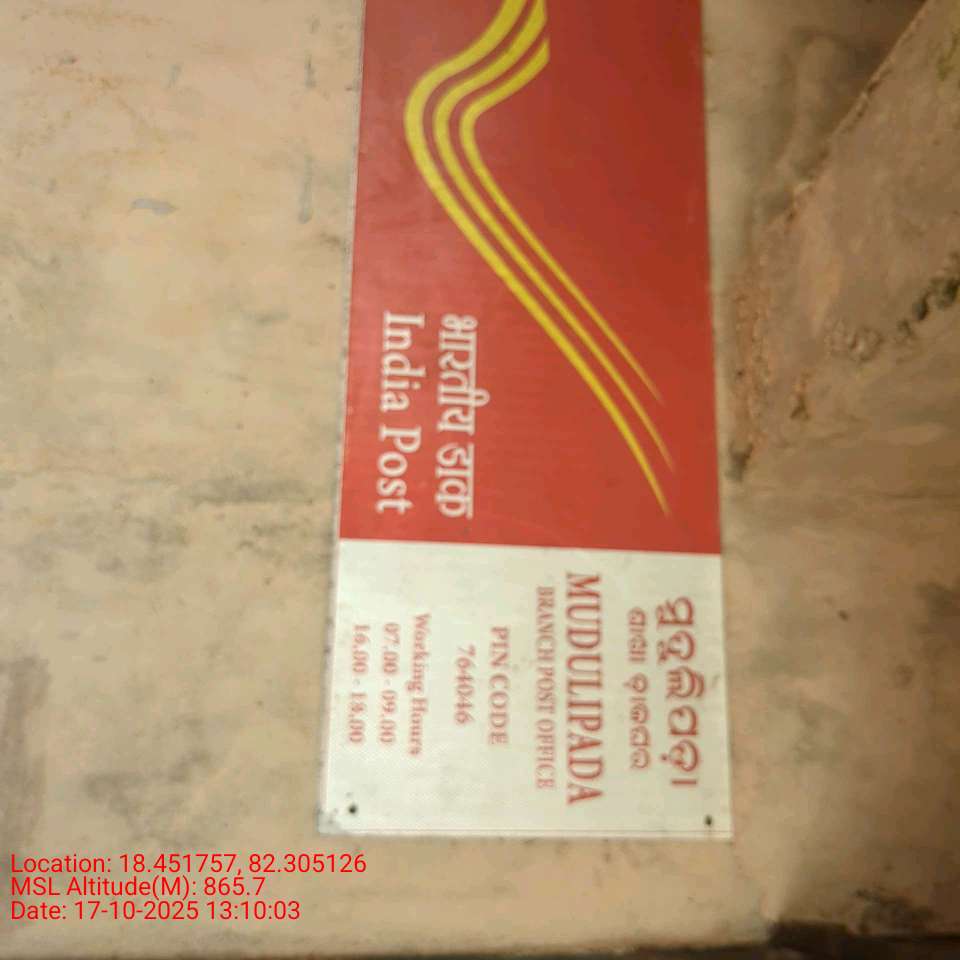 भारतीय डाक
India Post
ମୁଦୁଲିପଡ଼ା
ଶାଖା ଡ଼ାକଘର
MUDULIPADA
BRANCH POST OFFICE
PIN CODE
764046
Working Hours
07.00 - 09.00
16.00 - 18.00
Location: 18.451757, 82.305126
MSL Altitude(M): 865.7
Date: 17-10-2025 13:10:03